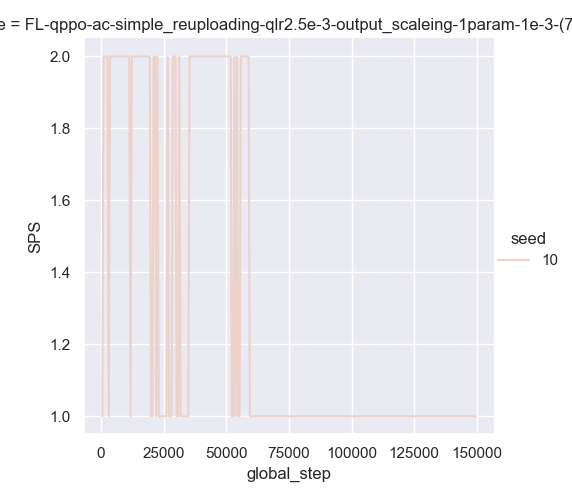 e = FL-qppo-ac-simple_reuploading-qlr2.5e-3-output_scaleing-1param-1e-3-(7
2.0
1.8
1.6
1.4
1.2
1.0
SPS
0 25000 50000 75000 100000 125000 150000
global_step
seed
10